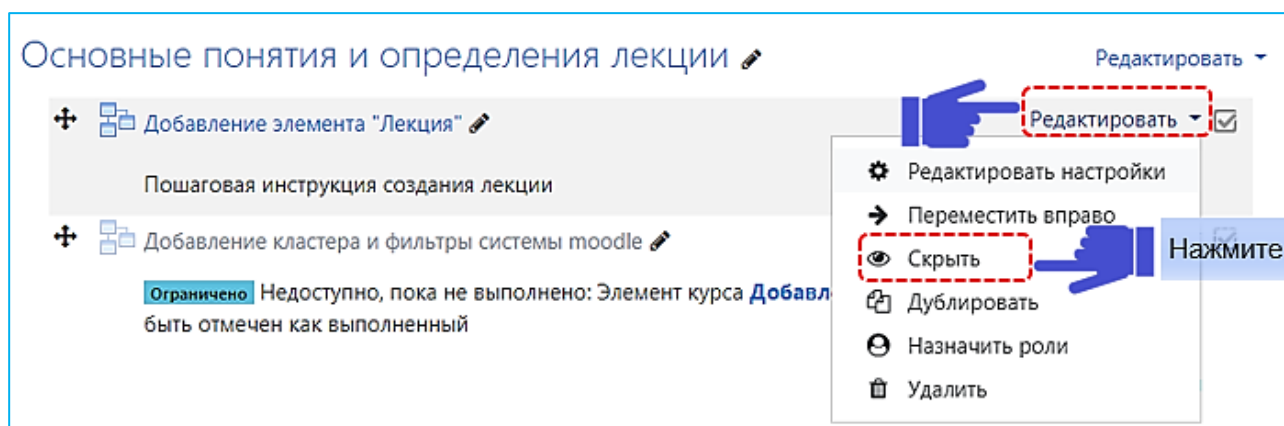 Основные понятия и определения лекции
Редактировать
Добавление элемента "Лекция"
Редактировать
Пошаговая инструкция создания лекции
Редактировать настройки
Переместить вправо
Добавление кластера и фильтры системы moodle
Скрыть
Нажмите
Ограничено Недоступно, пока не выполнено: Элемент курса Добавл
быть отмечен как выполненный
Дублировать
Назначить роли
Удалить